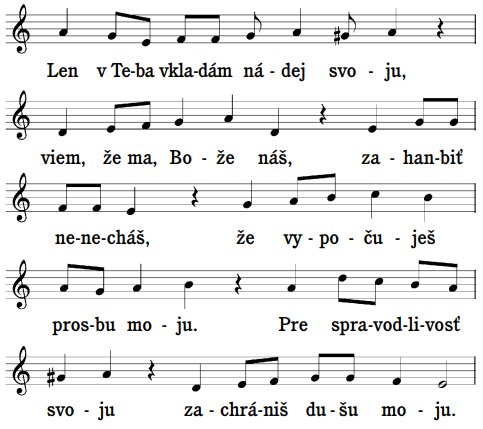 Len v Te-ba vkla-dám ná-dej svo-ju,
viem, že ma, Bo-že náš, za-han-biť
ne-ne-cháš, že vy-po-ču-ješ
pros-bu mo-ju. Pre spra-vod-li-vosť
svo-ju za-chrá-niš du-šu mo-ju.